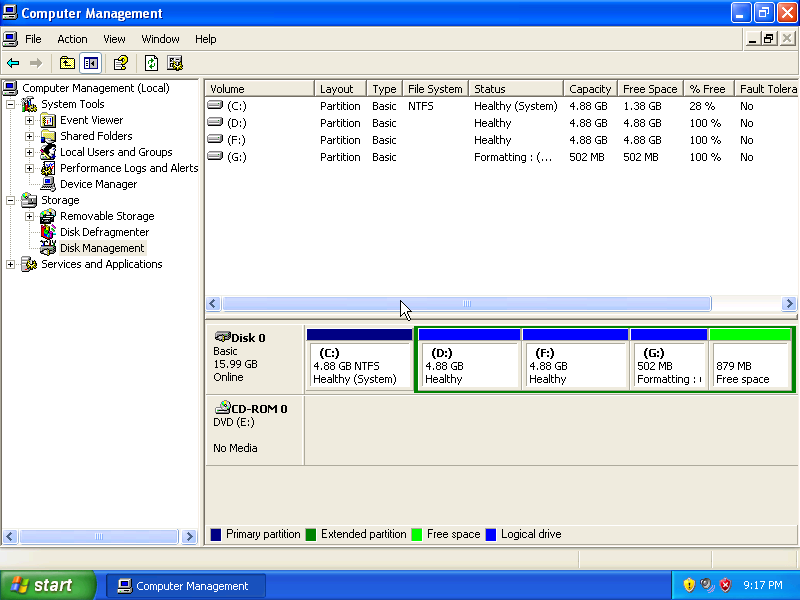 Computer Management
File Action View Window Help
Computer Management (Local)
System Tools
Event Viewer
Shared Folders
Local Users and Groups
Performance Logs and Alerts
Device Manager
Storage
Removable Storage
Disk Defragmenter
Disk Management
Services and Applications
Volume Layout Type File System Status Capacity Free Space % Free Fault Tolera
(C:) Partition Basic NTFS Healthy (System) 4.88 GB 1.38 GB 28 % No
(D:) Partition Basic Healthy 4.88 GB 4.88 GB 100 % No
(F:) Partition Basic Healthy 4.88 GB 4.88 GB 100 % No
(G:) Partition Basic Formatting : (... 502 MB 502 MB 100 % No
Disk 0
Basic
15.99 GB
Online
(C:)
4.88 GB NTFS
Healthy (System)
(D:)
4.88 GB
Healthy
(F:)
4.88 GB
Healthy
(G:)
502 MB
Formatting : (
879 MB
Free space
CD-ROM 0
DVD (E:)
No Media
Primary partition Extended partition Free space Logical drive
start Computer Management 9:17 PM